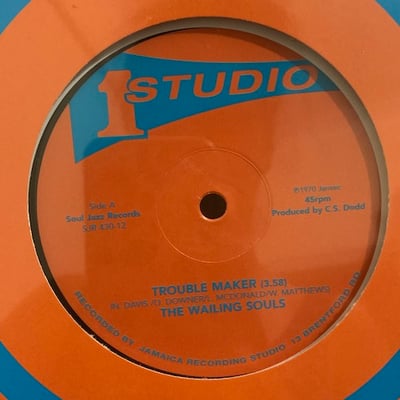 1 STUDIO
Side A
Soul Jazz Records
SJR 430-12
℗1970 Jamrec
45rpm
Produced by C.S. Dodd
TROUBLE MAKER (3.58)
(N. DAVIS /D. DOWNER/L. MCDONALD/W. MATTHEWS)
THE WAILING SOULS
RECORDED BY JAMAICA RECORDING STUDIO 13 BRENTFORD RD